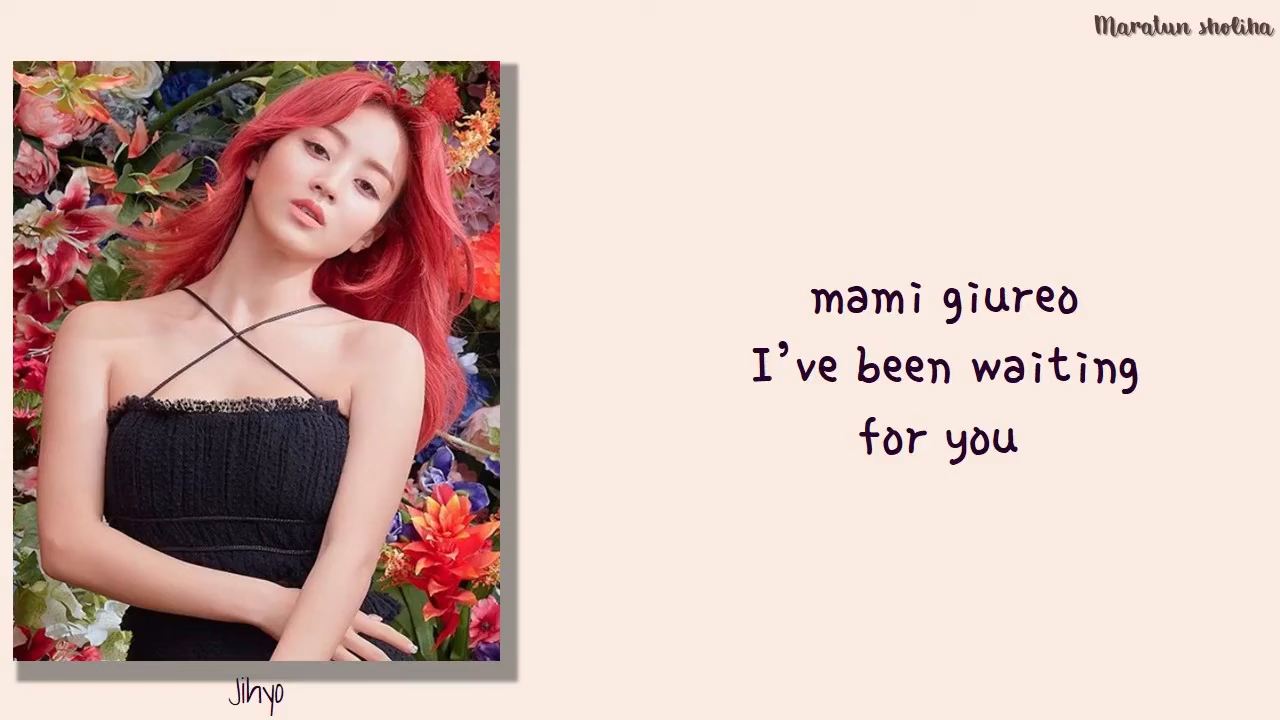 Maratun sholiha
mami giureo
I've been waiting
for you
Jihyo